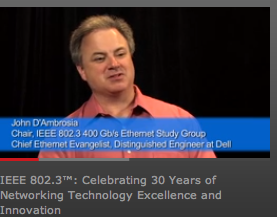 John D'Ambrosia
Chair, IEEE 802.3 400 Gb/s Ethernet Study Group
Chief Ethernet Evangelist, Distinguished Engineer at Dell
IEEE 802.3™: Celebrating 30 Years of
Networking Technology Excellence and
Innovation